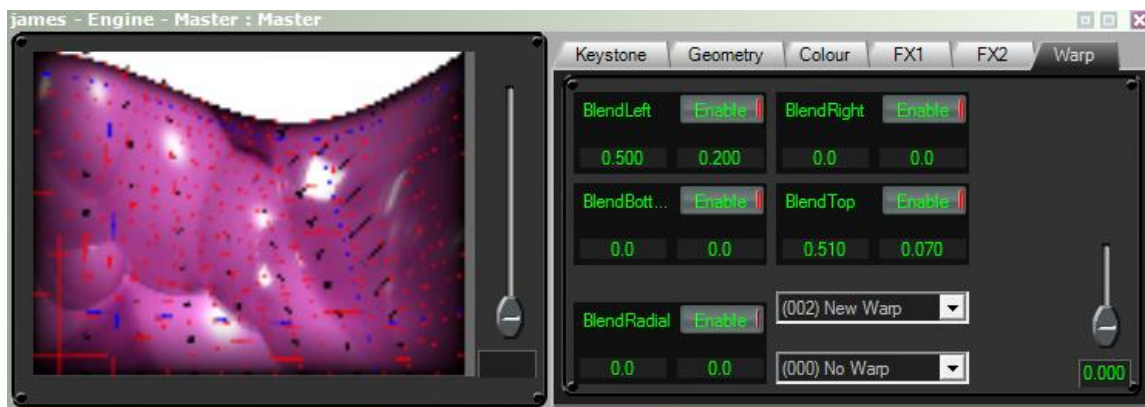 james - Engine - Master : Master
Keystone Geometry Colour FX1 FX2 Warp
BlendLeft Enable BlendRight Enable
0.500 0.200 0.0 0.0
BlendBott... Enable BlendTop Enable
0.0 0.0 0.510 0.070
(002) New Warp
BlendRadial Enable
0.0 0.0 (000) No Warp 0.000